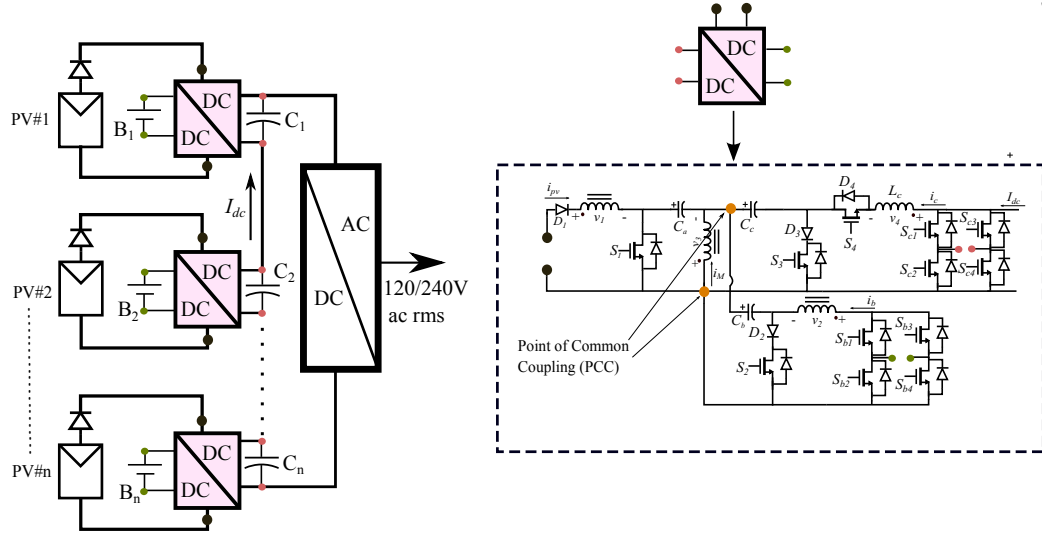 PV#1
B1
DC
DC
C1
Idc
PV#2
B2
DC
DC
C2
PV#n
Bn
DC
DC
Cn
AC
DC
120/240V
ac rms
DC
DC
+
ipv
D1
+ v1 -
S1
+
Ca
-
+
iM
+
Cc
D3
S3
D4
S4
Lc
- v4 +
ic
Idc
Sc1
Sc3
Sc2
Sc4
Point of Common
Coupling (PCC)
+
Cb
D2
S2
- v2 +
ib
Sb1
Sb3
Sb2
Sb4